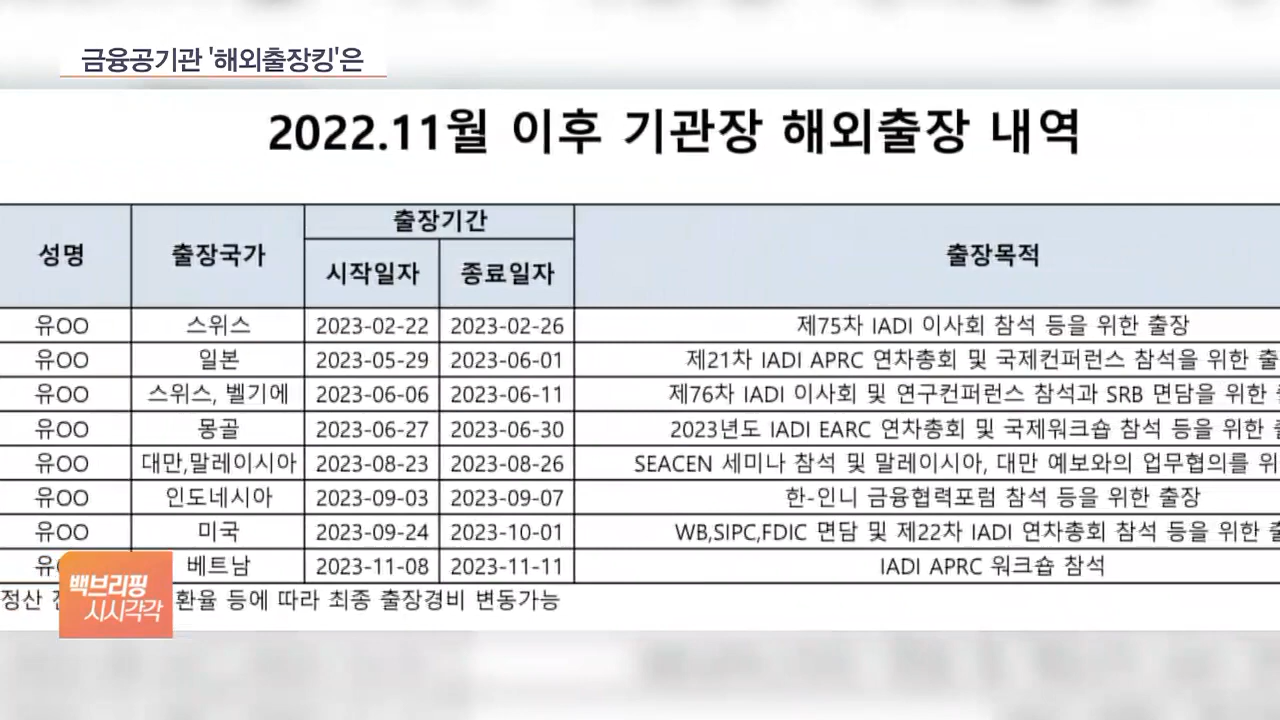 금융공기관 '해외출장킹'은
2022.11월 이후 기관장 해외출장 내역
성명 출장국가 출장기간 출장목적
시작일자 종료일자
유OO 스위스 2023-02-22 2023-02-26 제75차 IADI 이사회 참석 등을 위한 출장
유OO 일본 2023-05-29 2023-06-01 제21차 IADI APRC 연차총회 및 국제컨퍼런스 참석을 위한
유OO 스위스, 벨기에 2023-06-06 2023-06-11 제76차 IADI 이사회 및 연구컨퍼런스 참석과 SRB 면담을 위한
유OO 몽골 2023-06-27 2023-06-30 2023년도 IADI EARC 연차총회 및 국제워크숍 참석 등을 위한
유OO 대만,말레이시아 2023-08-23 2023-08-26 SEACEN 세미나 참석 및 말레이시아, 대만 예보와의 업무협의를
유OO 인도네시아 2023-09-03 2023-09-07 한-인니 금융협력포럼 참석 등을 위한 출장
유OO 미국 2023-09-24 2023-10-01 WB,SIPC,FDIC 면담 및 제22차 IADI 연차총회 참석 등을 위한
베트남 2023-11-08 2023-11-11 IADI APRC 워크숍 참석
정산 환율 등에 따라 최종 출장경비 변동가능
백브리핑
시시각각